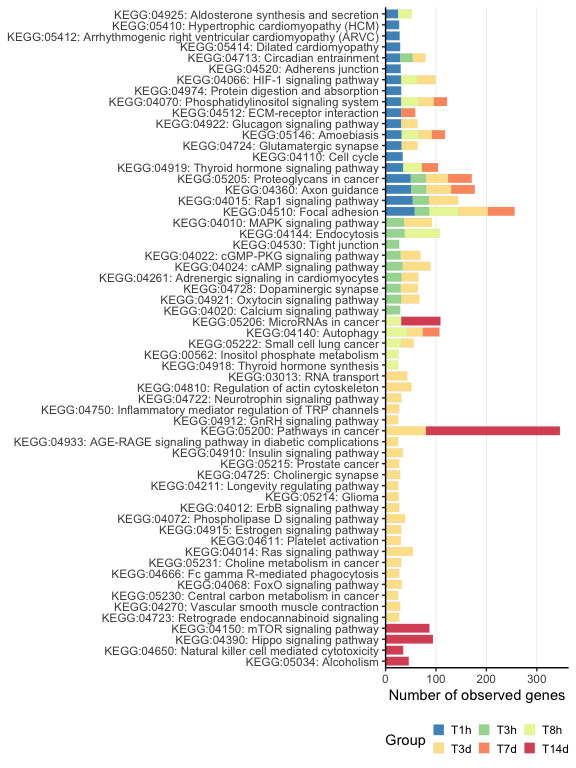 KEGG:04925: Aldosterone synthesis and secretion
KEGG:05410: Hypertrophic cardiomyopathy (HCM)
KEGG:05412: Arrhythmogenic right ventricular cardiomyopathy (ARVC)
KEGG:05414: Dilated cardiomyopathy
KEGG:04713: Circadian entrainment
KEGG:04520: Adherens junction
KEGG:04066: HIF-1 signaling pathway
KEGG:04974: Protein digestion and absorption
KEGG:04070: Phosphatidylinositol signaling system
KEGG:04512: ECM-receptor interaction
KEGG:04922: Glucagon signaling pathway
KEGG:05146: Amoebiasis
KEGG:04724: Glutamatergic synapse
KEGG:04110: Cell cycle
KEGG:04919: Thyroid hormone signaling pathway
KEGG:05205: Proteoglycans in cancer
KEGG:04360: Axon guidance
KEGG:04015: Rap1 signaling pathway
KEGG:04510: Focal adhesion
KEGG:04010: MAPK signaling pathway
KEGG:04144: Endocytosis
KEGG:04530: Tight junction
KEGG:04022: cGMP-PKG signaling pathway
KEGG:04024: cAMP signaling pathway
KEGG:04261: Adrenergic signaling in cardiomyocytes
KEGG:04728: Dopaminergic synapse
KEGG:04921: Oxytocin signaling pathway
KEGG:04020: Calcium signaling pathway
KEGG:05206: MicroRNAs in cancer
KEGG:04140: Autophagy
KEGG:05222: Small cell lung cancer
KEGG:00562: Inositol phosphate metabolism
KEGG:04918: Thyroid hormone synthesis
KEGG:03013: RNA transport
KEGG:04810: Regulation of actin cytoskeleton
KEGG:04722: Neurotrophin signaling pathway
KEGG:04750: Inflammatory mediator regulation of TRP channels
KEGG:04912: GnRH signaling pathway
KEGG:05200: Pathways in cancer
KEGG:04933: AGE-RAGE signaling pathway in diabetic complications
KEGG:04910: Insulin signaling pathway
KEGG:05215: Prostate cancer
KEGG:04725: Cholinergic synapse
KEGG:04211: Longevity regulating pathway
KEGG:05214: Glioma
KEGG:04012: ErbB signaling pathway
KEGG:04072: Phospholipase D signaling pathway
KEGG:04915: Estrogen signaling pathway
KEGG:04611: Platelet activation
KEGG:04014: Ras signaling pathway
KEGG:05231: Choline metabolism in cancer
KEGG:04666: Fc gamma R-mediated phagocytosis
KEGG:04068: FoxO signaling pathway
KEGG:05230: Central carbon metabolism in cancer
KEGG:04270: Vascular smooth muscle contraction
KEGG:04723: Retrograde endocannabinoid signaling
KEGG:04150: mTOR signaling pathway
KEGG:04390: Hippo signaling pathway
KEGG:04650: Natural killer cell mediated cytotoxicity
KEGG:05034: Alcoholism
0 100 200 300
Number of observed genes
Group T1h T3h T8h
T3d T7d T14d